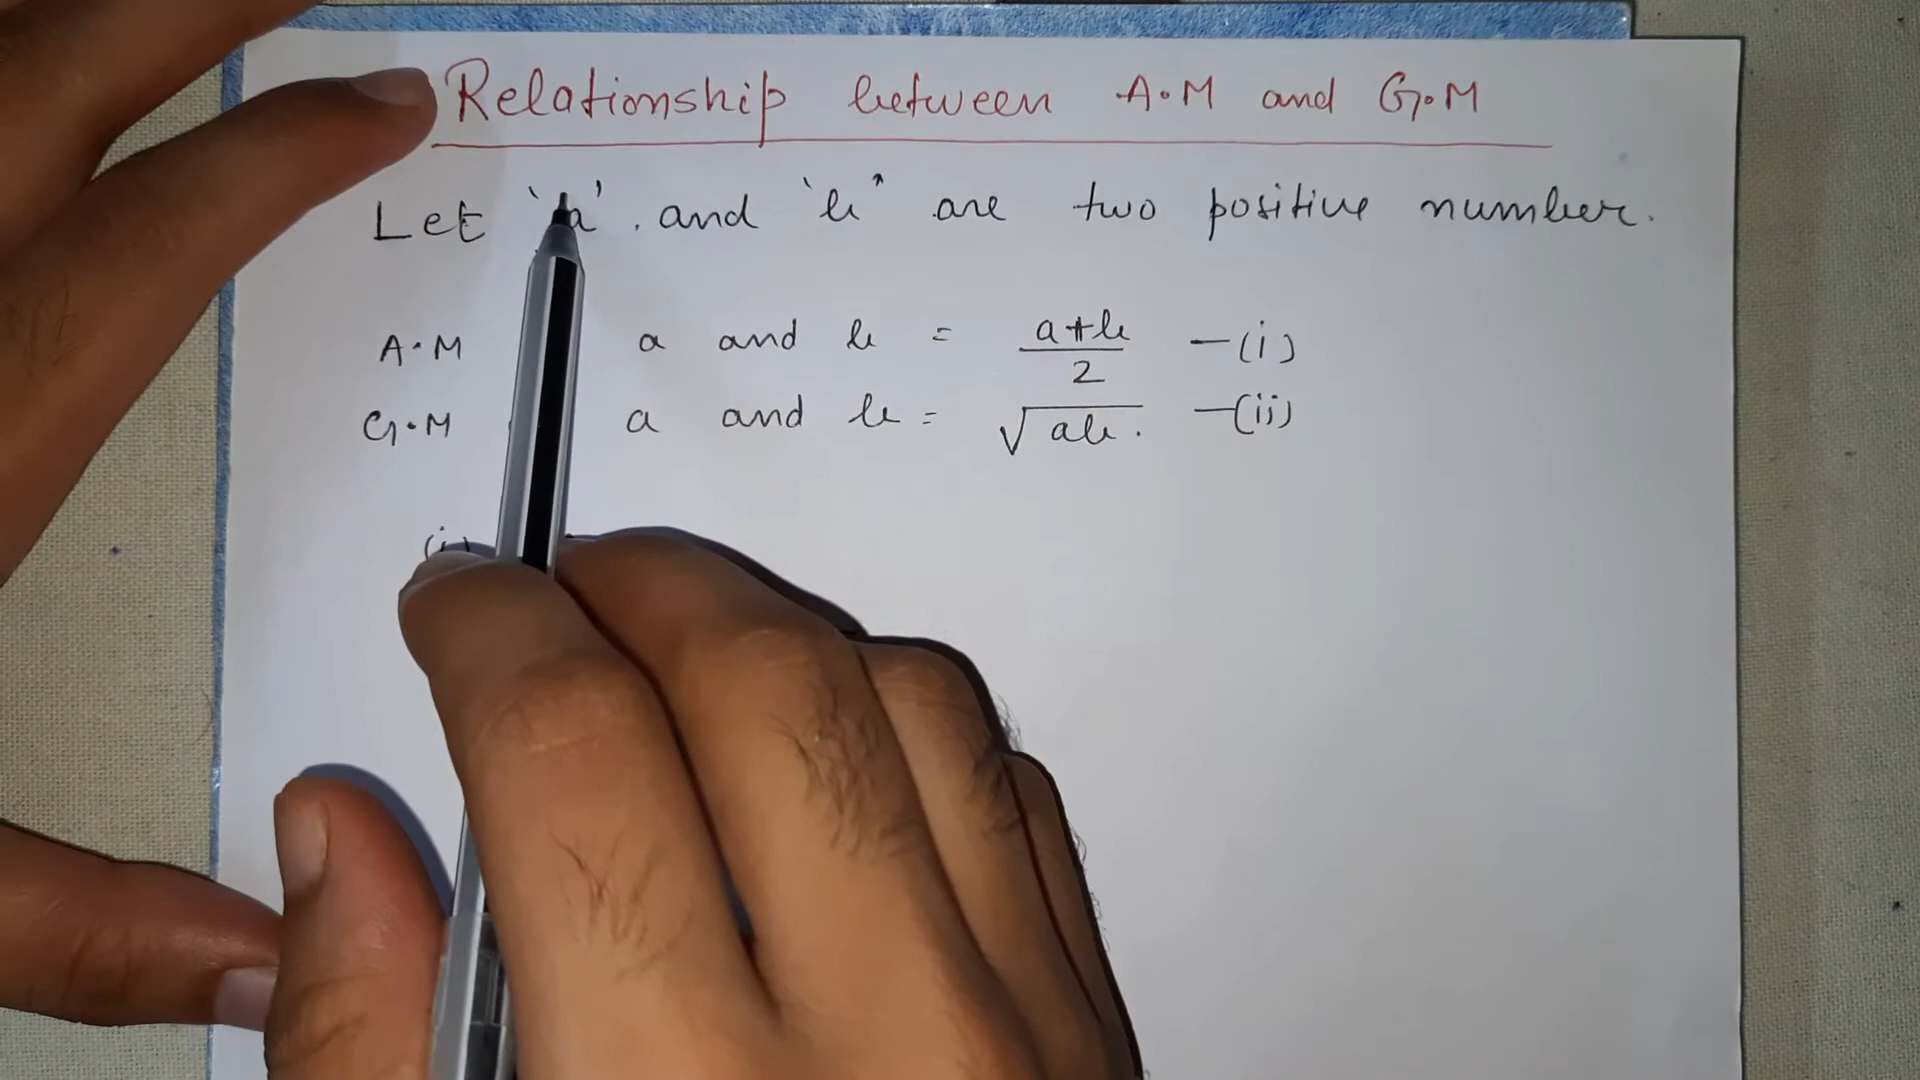 Relationship between A.M and G.M
Let 'a'. and 'b" are two positive number.
A.M a and b = a+b/2 -(i)
G.M a and b = √ab. -(ii)
(i)